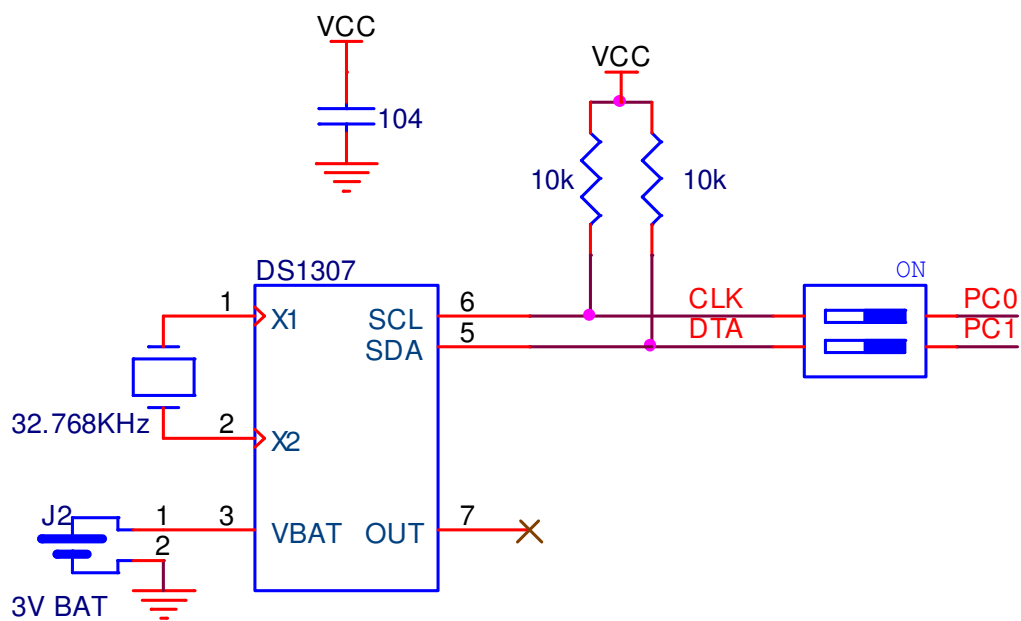 VCC
VCC
104
10k
10k
DS1307
ON
1
X1
SCL
6
CLK
PC0
SDA
5
DTA
PC1
32.768KHz
2
X2
J2
1
3
VBAT
OUT
7
2
3V BAT